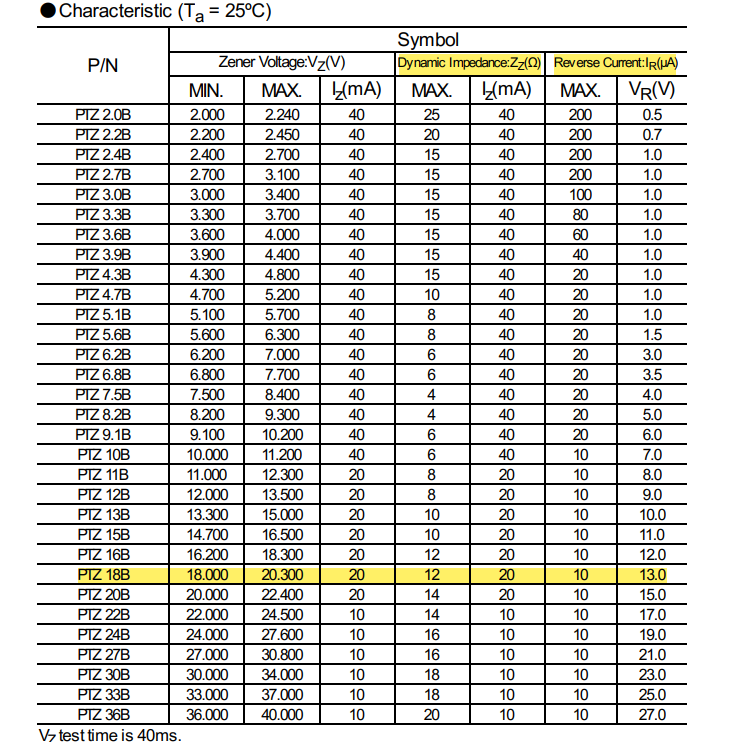 ●Characteristic (Ta = 25ºC)
Symbol
P/N Zener Voltage:VZ(V) Dynamic Impedance:ZZ(Ω) Reverse Current:IR(µA)
MIN. MAX. IZ(mA) MAX. IZ(mA) MAX. VR(V)
PTZ 2.0B 2.000 2.240 40 25 40 200 0.5
PTZ 2.2B 2.200 2.450 40 20 40 200 0.7
PTZ 2.4B 2.400 2.700 40 15 40 200 1.0
PTZ 2.7B 2.700 3.100 40 15 40 200 1.0
PTZ 3.0B 3.000 3.400 40 15 40 100 1.0
PTZ 3.3B 3.300 3.700 40 15 40 80 1.0
PTZ 3.6B 3.600 4.000 40 15 40 60 1.0
PTZ 3.9B 3.900 4.400 40 15 40 40 1.0
PTZ 4.3B 4.300 4.800 40 15 40 20 1.0
PTZ 4.7B 4.700 5.200 40 10 40 20 1.0
PTZ 5.1B 5.100 5.700 40 8 40 20 1.0
PTZ 5.6B 5.600 6.300 40 8 40 20 1.5
PTZ 6.2B 6.200 7.000 40 6 40 20 3.0
PTZ 6.8B 6.800 7.700 40 6 40 20 3.5
PTZ 7.5B 7.500 8.400 40 4 40 20 4.0
PTZ 8.2B 8.200 9.300 40 4 40 20 5.0
PTZ 9.1B 9.100 10.200 40 6 40 20 6.0
PTZ 10B 10.000 11.200 40 6 40 10 7.0
PTZ 11B 11.000 12.300 20 8 20 10 8.0
PTZ 12B 12.000 13.500 20 8 20 10 9.0
PTZ 13B 13.300 15.000 20 10 20 10 10.0
PTZ 15B 14.700 16.500 20 10 20 10 11.0
PTZ 16B 16.200 18.300 20 12 20 10 12.0
PTZ 18B 18.000 20.300 20 12 20 10 13.0
PTZ 20B 20.000 22.400 20 14 20 10 15.0
PTZ 22B 22.000 24.500 10 14 10 10 17.0
PTZ 24B 24.000 27.600 10 16 10 10 19.0
PTZ 27B 27.000 30.800 10 16 10 10 21.0
PTZ 30B 30.000 34.000 10 18 10 10 23.0
PTZ 33B 33.000 37.000 10 18 10 10 25.0
PTZ 36B 36.000 40.000 10 20 10 10 27.0
VZ test time is 40ms.